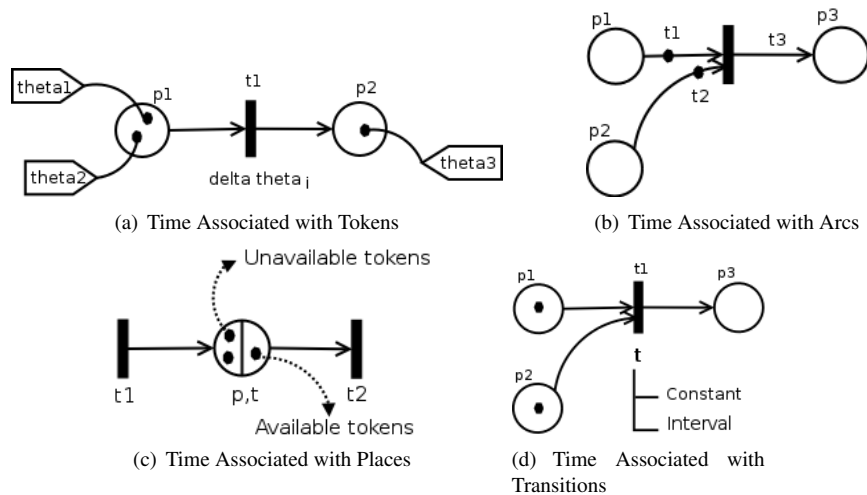 theta1
p1
t1
p2
theta2
delta theta i
theta3
(a) Time Associated with Tokens
p1
t1
t3
p3
t2
p2
(b) Time Associated with Arcs
Unavailable tokens
t1
p,t
t2
Available tokens
(c) Time Associated with Places
p1
t1
p3
p2
t
Constant
Interval
(d) Time Associated with
Transitions